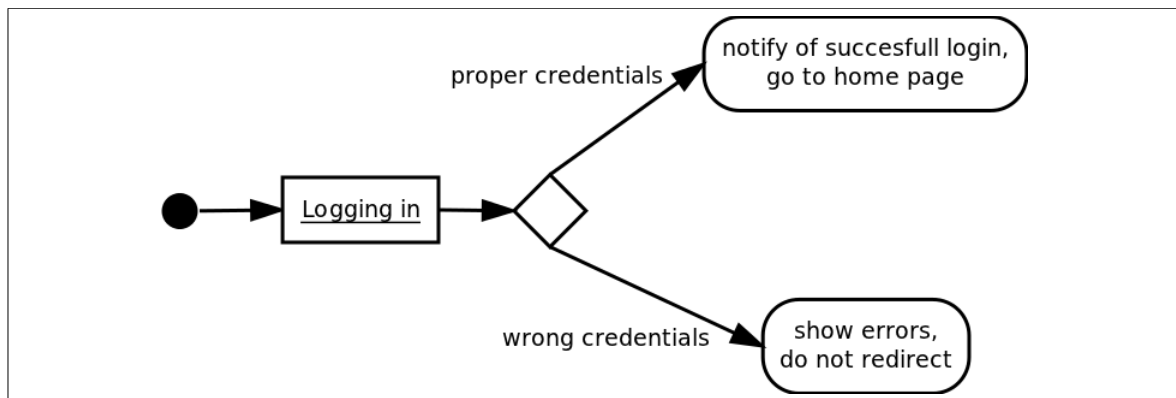 notify of succesfull login,
go to home page
proper credentials
Logging in
wrong credentials
show errors,
do not redirect